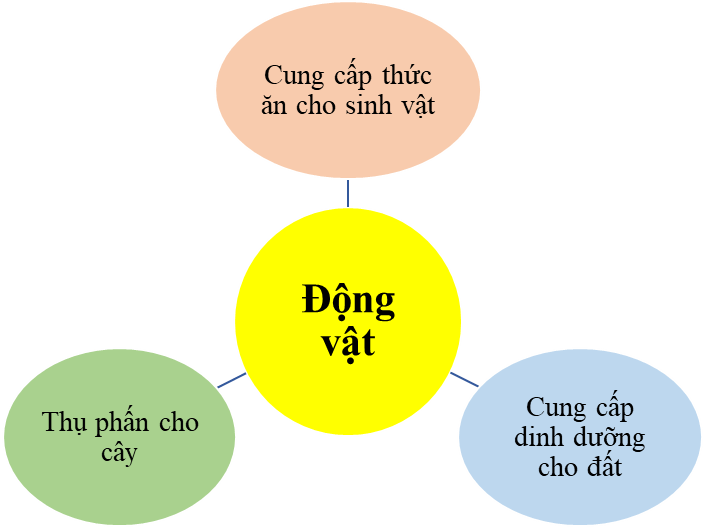 Cung cấp thức
ăn cho sinh vật
Động
vật
Thụ phấn cho
cây
Cung cấp
dinh dưỡng
cho đất